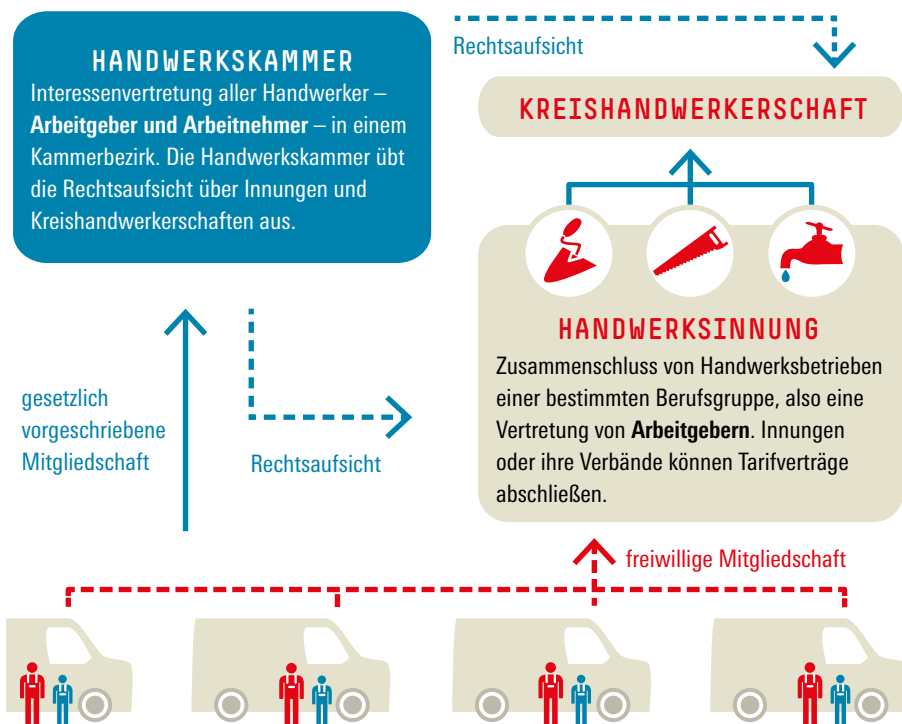 HANDWERKSKAMMER
Interessenvertretung aller Handwerker –
Arbeitgeber und Arbeitnehmer – in einem
Kammerbezirk. Die Handwerkskammer übt
die Rechtsaufsicht über Innungen und
Kreishandwerkerschaften aus.
Rechtsaufsicht
KREISHANDWERKERSCHAFT
HANDWERKSINNUNG
Zusammenschluss von Handwerksbetrieben
einer bestimmten Berufsgruppe, also eine
Vertretung von Arbeitgebern. Innungen
oder ihre Verbände können Tarifverträge
abschließen.
gesetzlich
vorgeschriebene
Mitgliedschaft
Rechtsaufsicht
freiwillige Mitgliedschaft